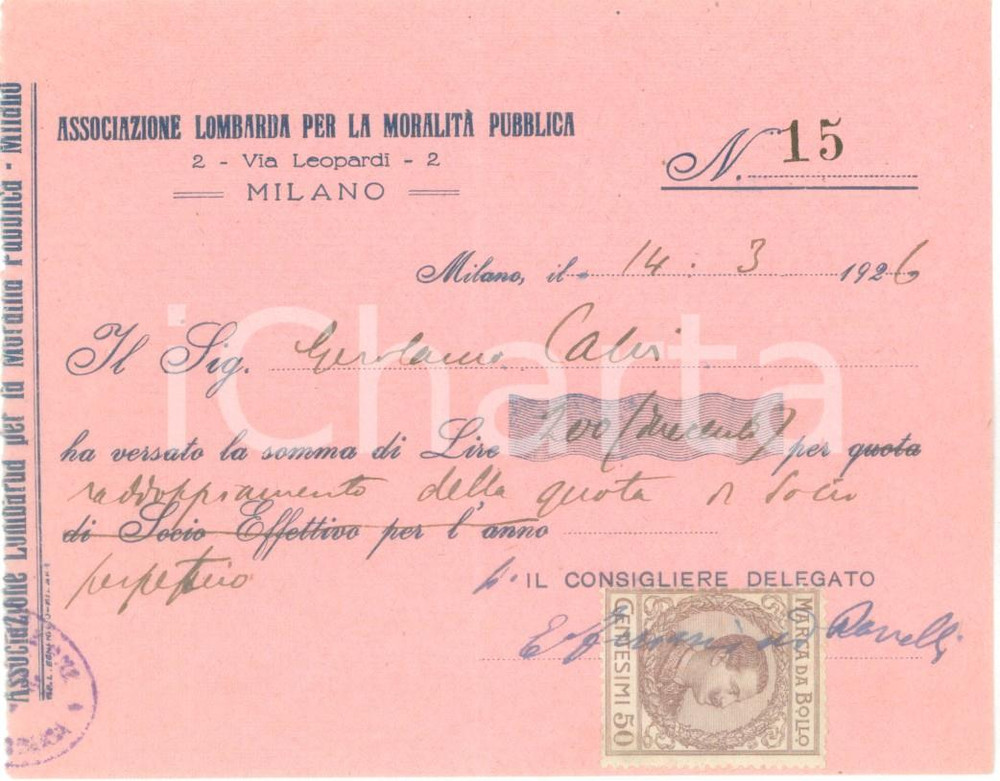 ASSOCIAZIONE LOMBARDA PER LA MORALITÀ PUBBLICA
2 - Via Leopardi - 2
MILANO
N. 15
Milano, il 14 : 3 1926
Il Sig. Gerolamo Calvi
ha versato la somma di Lire 200 (duecento) per quota
raddoppiamento della quota di Socio
di Socio Effettivo per l'anno
perpetuo
p. IL CONSIGLIERE DELEGATO
Ravelli
MARCA DA BOLLO
CENTESIMI 50
Associazione Lombarda per la Moralità Pubblica - Milano
iCharta